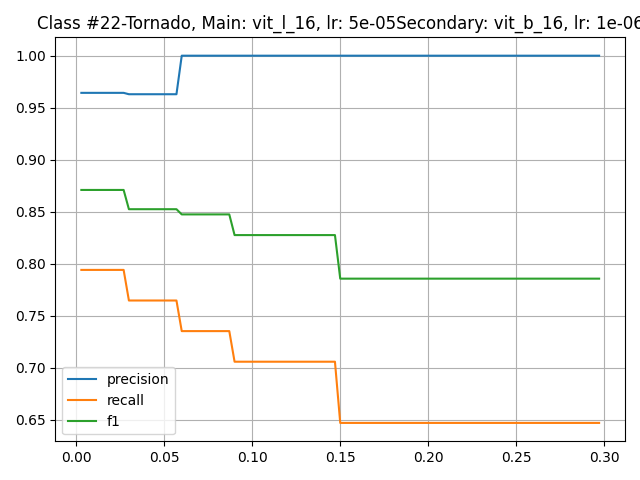 Class #22-Tornado, Main: vit_l_16, lr: 5e-05Secondary: vit_b_16, lr: 1e-06
1.00
0.95
0.90
0.85
0.80
0.75
0.70
0.65
precision
recall
f1
0.00 0.05 0.10 0.15 0.20 0.25 0.30